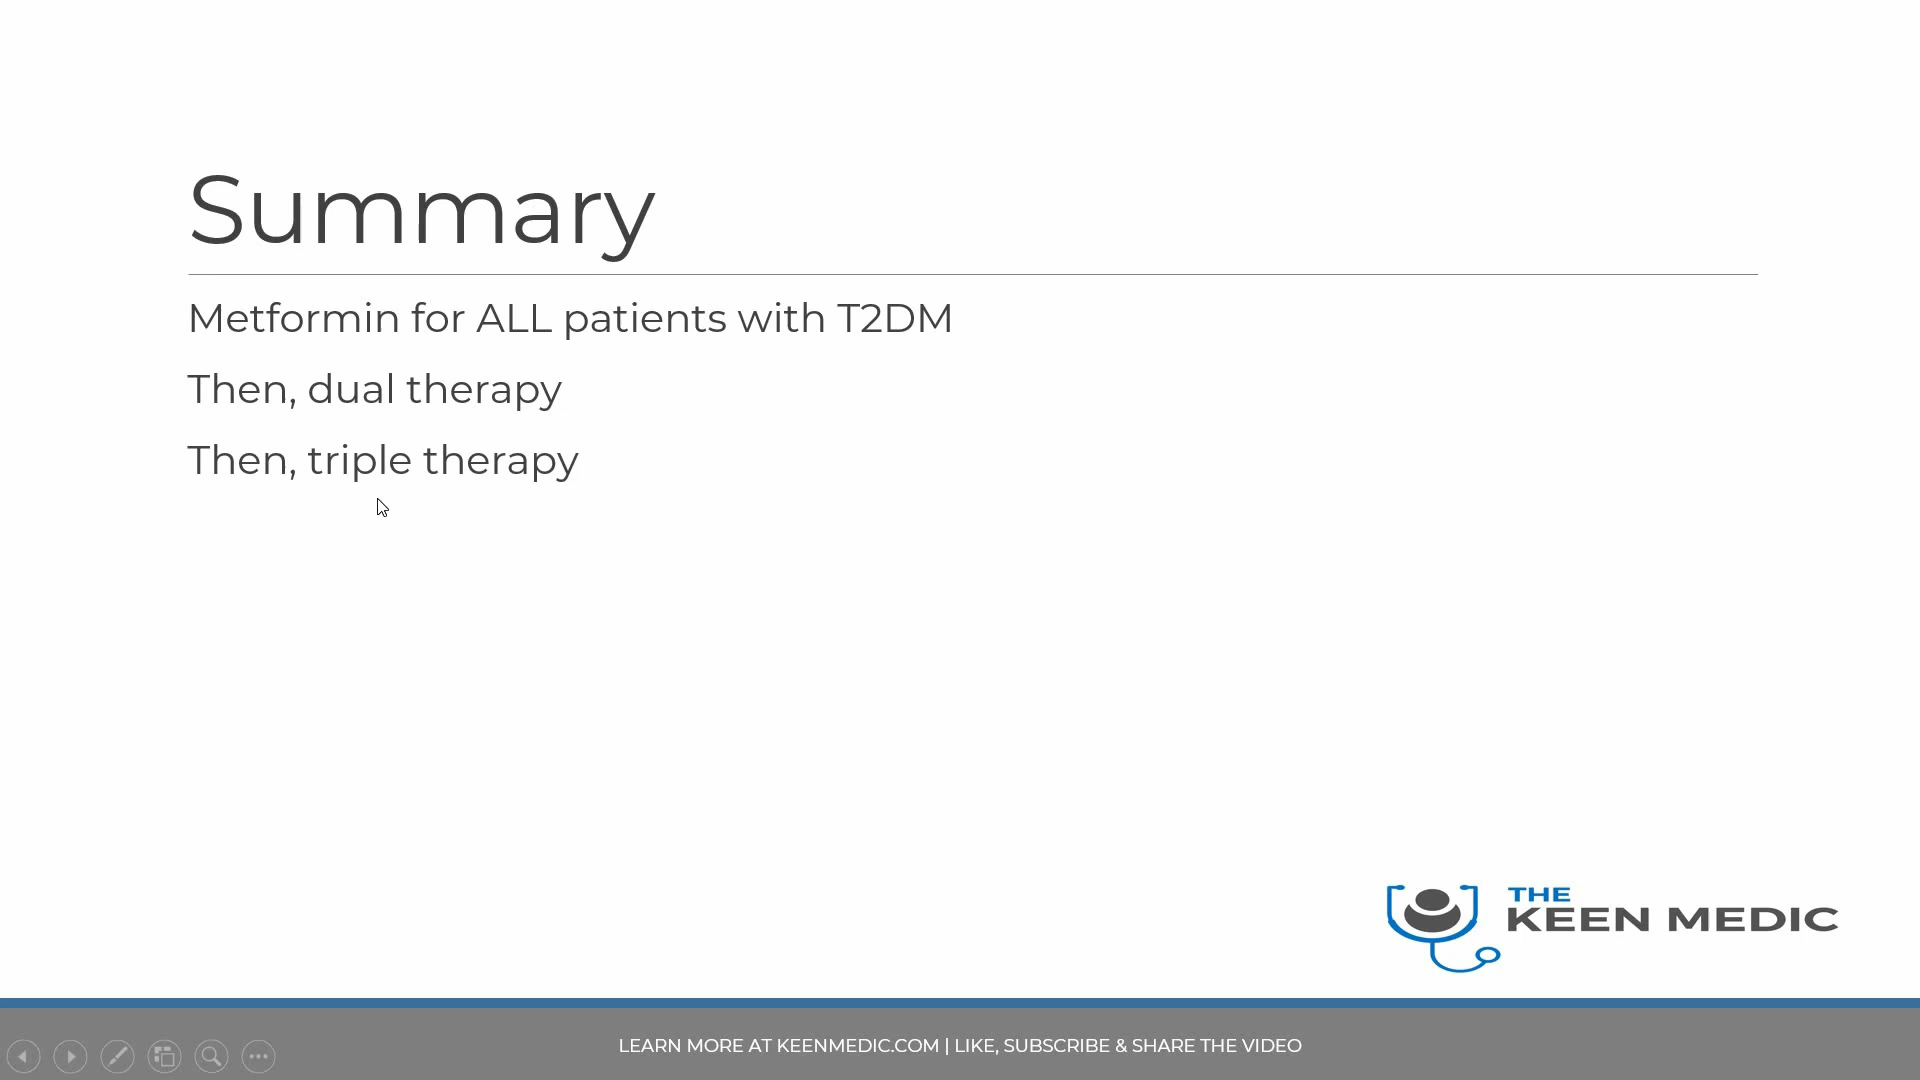 Summary
Metformin for ALL patients with T2DM
Then, dual therapy
Then, triple therapy
THE
KEEN MEDIC
LEARN MORE AT KEENMEDIC.COM | LIKE, SUBSCRIBE & SHARE THE VIDEO